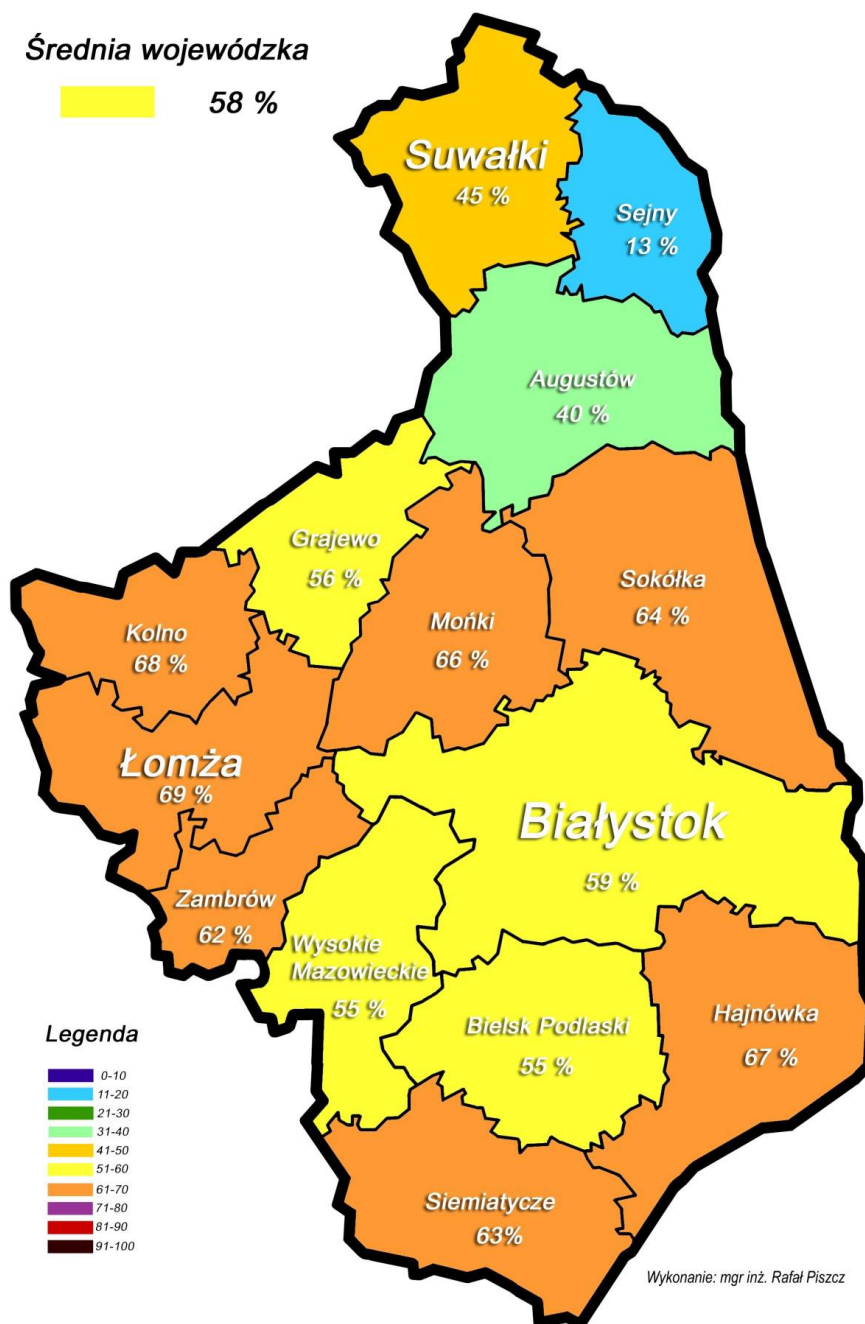 Średnia wojewódzka
58 %
Suwałki
45 %
Sejny
13 %
Augustów
40 %
Grajewo
56 %
Kolno
68 %
Mońki
66 %
Sokółka
64 %
Łomża
69 %
Białystok
59 %
Zambrów
62 %
Wysokie
Mazowieckie
55 %
Bielsk Podlaski
55 %
Hajnówka
67 %
Siemiatycze
63%
Legenda
0-10
11-20
21-30
31-40
41-50
51-60
61-70
71-80
81-90
91-100
Wykonanie: mgr inż. Rafał Piszcz